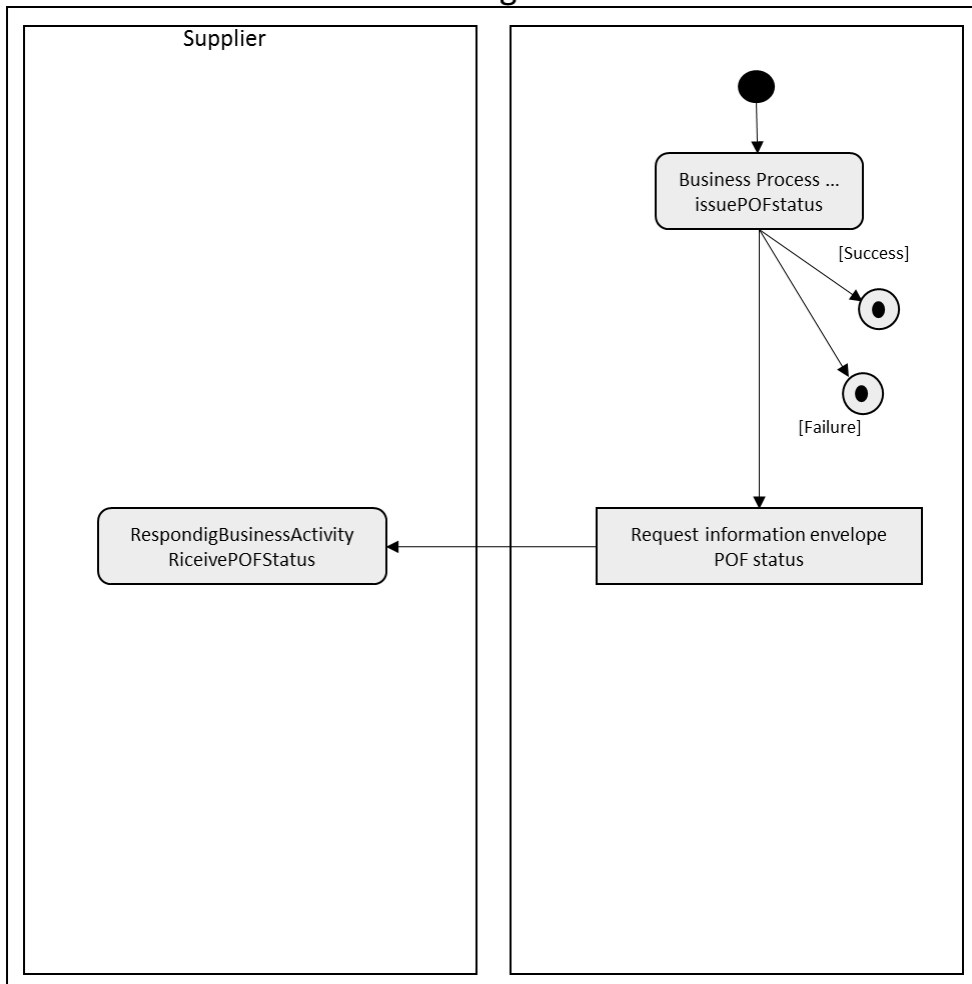 Supplier
Business Process ...
issuePOFstatus
[Success]
[Failure]
RespondigBusinessActivity
RiceivePOFStatus
Request information envelope
POF status